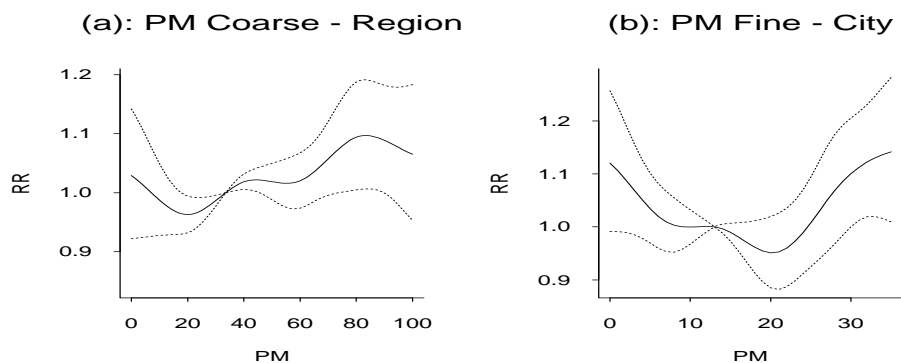 (a): PM Coarse - Region
1.2
1.1
1.0
0.9
RR
0 20 40 60 80 100
PM
(b): PM Fine - City
1.2
1.1
1.0
0.9
RR
0 10 20 30
PM